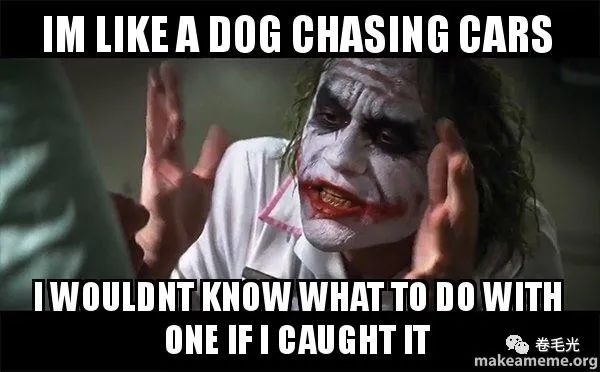 IM LIKE A DOG CHASING CARS
I WOULDNT KNOW WHAT TO DO WITH
ONE IF I CAUGHT IT
卷毛光
makeameme.org